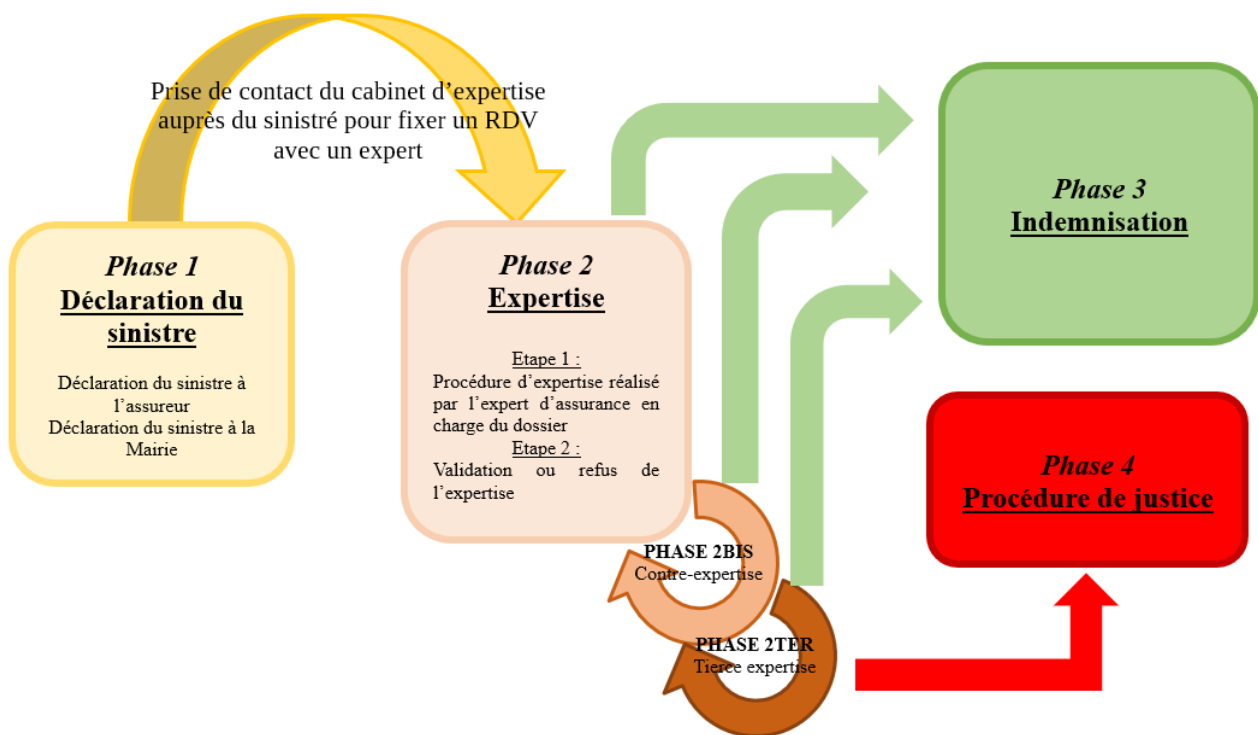 Prise de contact du cabinet d’expertise
auprès du sinistré pour fixer un RDV
avec un expert
Phase 1
Déclaration du
sinistre
Déclaration du sinistre à
l’assureur
Déclaration du sinistre à la
Mairie
Phase 2
Expertise
Etape 1 :
Procédure d’expertise réalisé
par l’expert d’assurance en
charge du dossier
Etape 2 :
Validation ou refus de
l’expertise
PHASE 2BIS
Contre-expertise
PHASE 2TER
Tierce expertise
Phase 3
Indemnisation
Phase 4
Procédure de justice